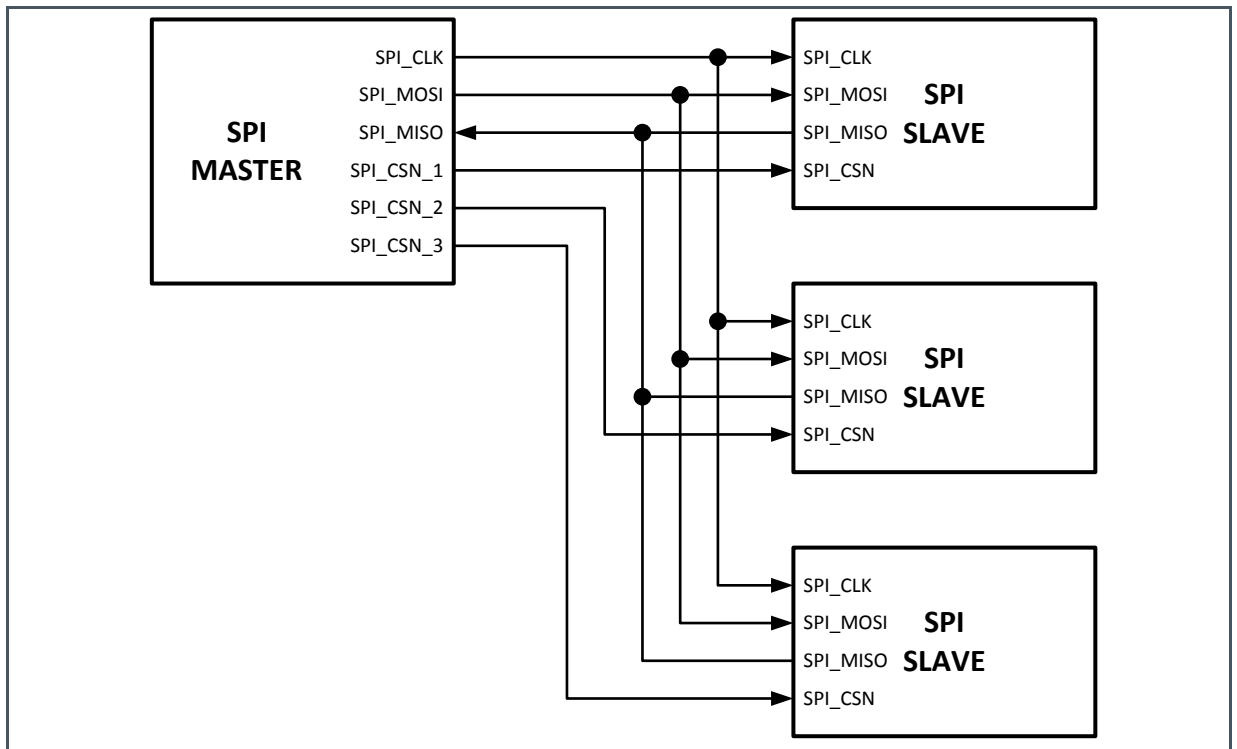 SPI_CLK
SPI_MOSI
SPI_MISO
SPI_CSN_1
SPI_CSN_2
SPI_CSN_3
SPI
MASTER
SPI_CLK
SPI_MOSI
SPI_MISO
SPI_CSN
SPI
SLAVE
SPI_CLK
SPI_MOSI
SPI_MISO
SPI_CSN
SPI
SLAVE
SPI_CLK
SPI_MOSI
SPI_MISO
SPI_CSN
SPI
SLAVE